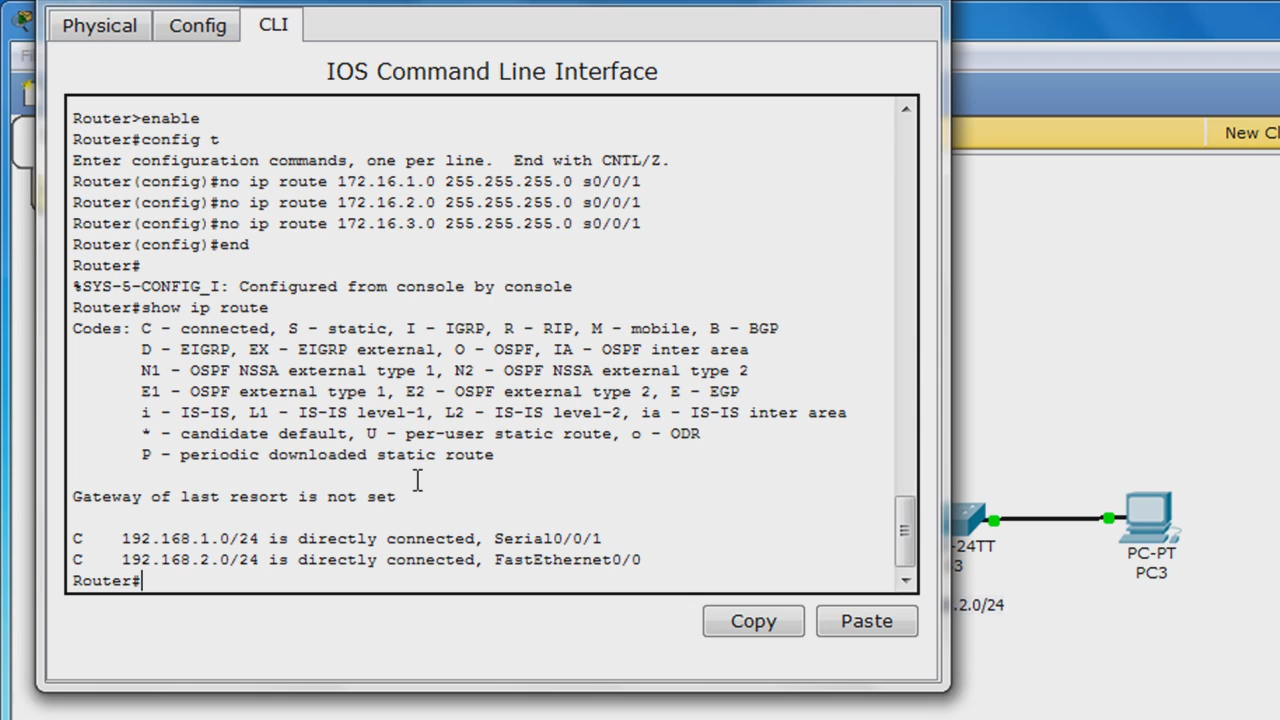 Physical
Config
CLI
IOS Command Line Interface
Router>enable
Router#config t
Enter configuration commands, one per line.  End with CNTL/Z.
Router(config)#no ip route 172.16.1.0 255.255.255.0 s0/0/1
Router(config)#no ip route 172.16.2.0 255.255.255.0 s0/0/1
Router(config)#no ip route 172.16.3.0 255.255.255.0 s0/0/1
Router(config)#end
Router#
%SYS-5-CONFIG_I: Configured from console by console
Router#show ip route
Codes: C - connected, S - static, I - IGRP, R - RIP, M - mobile, B - BGP
       D - EIGRP, EX - EIGRP external, O - OSPF, IA - OSPF inter area
       N1 - OSPF NSSA external type 1, N2 - OSPF NSSA external type 2
       E1 - OSPF external type 1, E2 - OSPF external type 2, E - EGP
       i - IS-IS, L1 - IS-IS level-1, L2 - IS-IS level-2, ia - IS-IS inter area
       * - candidate default, U - per-user static route, o - ODR
       P - periodic downloaded static route
Gateway of last resort is not set
C    192.168.1.0/24 is directly connected, Serial0/0/1
C    192.168.2.0/24 is directly connected, FastEthernet0/0
Router#
Copy
Paste
New Cl
-24TT
3
.2.0/24
PC-PT
PC3